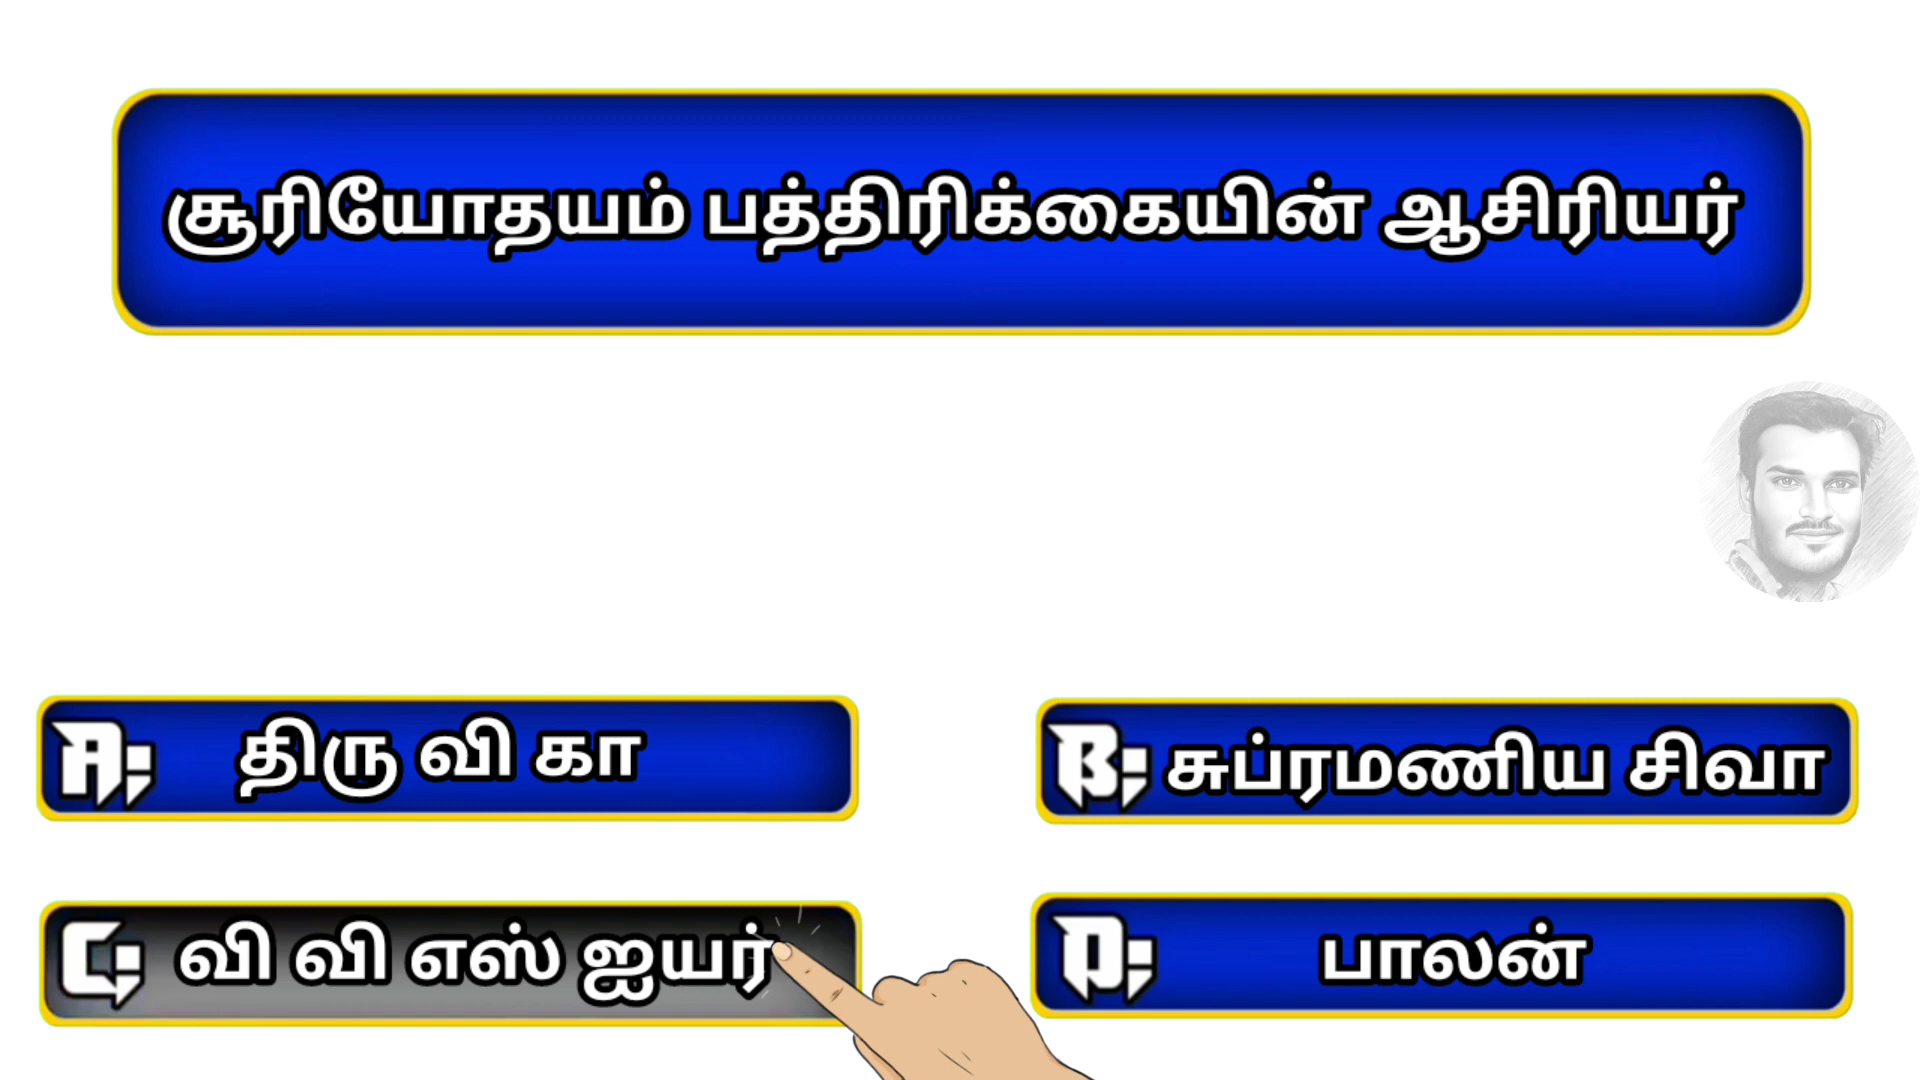 சூரியோதயம் பத்திரிக்கையின் ஆசிரியர்
A: திரு வி கா
B: சுப்ரமணிய சிவா
C: வி வி எஸ் ஐயர்
D: பாலன்